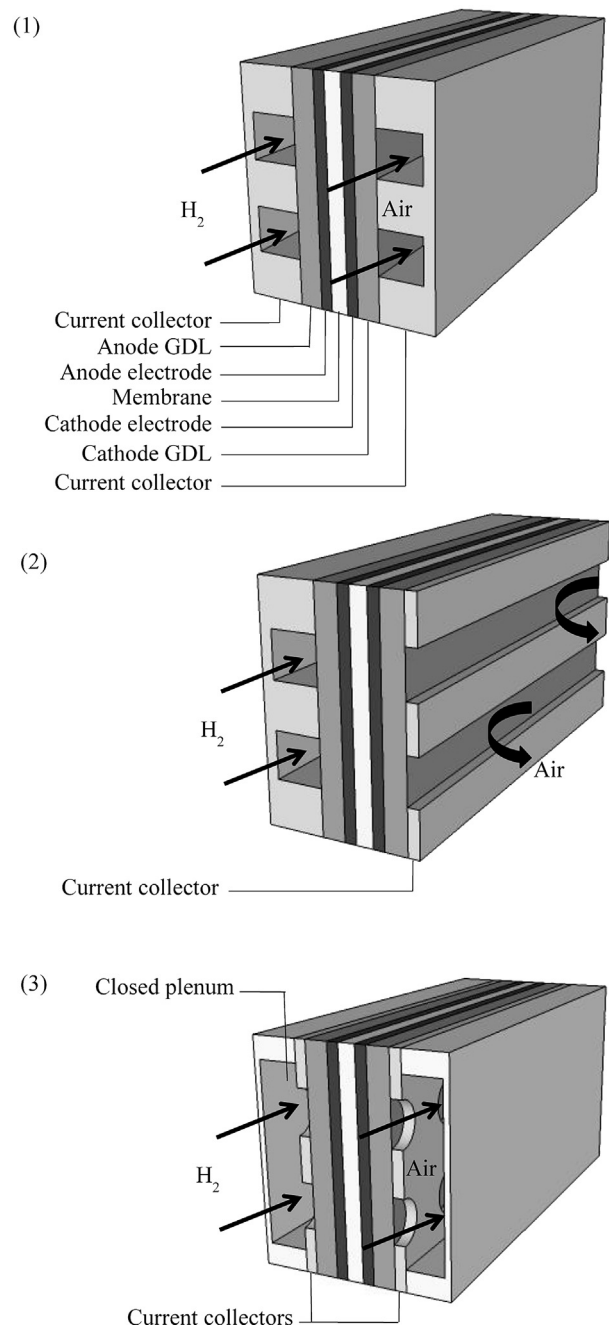 (1)
H2
Air
Current collector
Anode GDL
Anode electrode
Membrane
Cathode electrode
Cathode GDL
Current collector
(2)
H2
Air
Current collector
(3)
Closed plenum
H2
Air
Current collectors